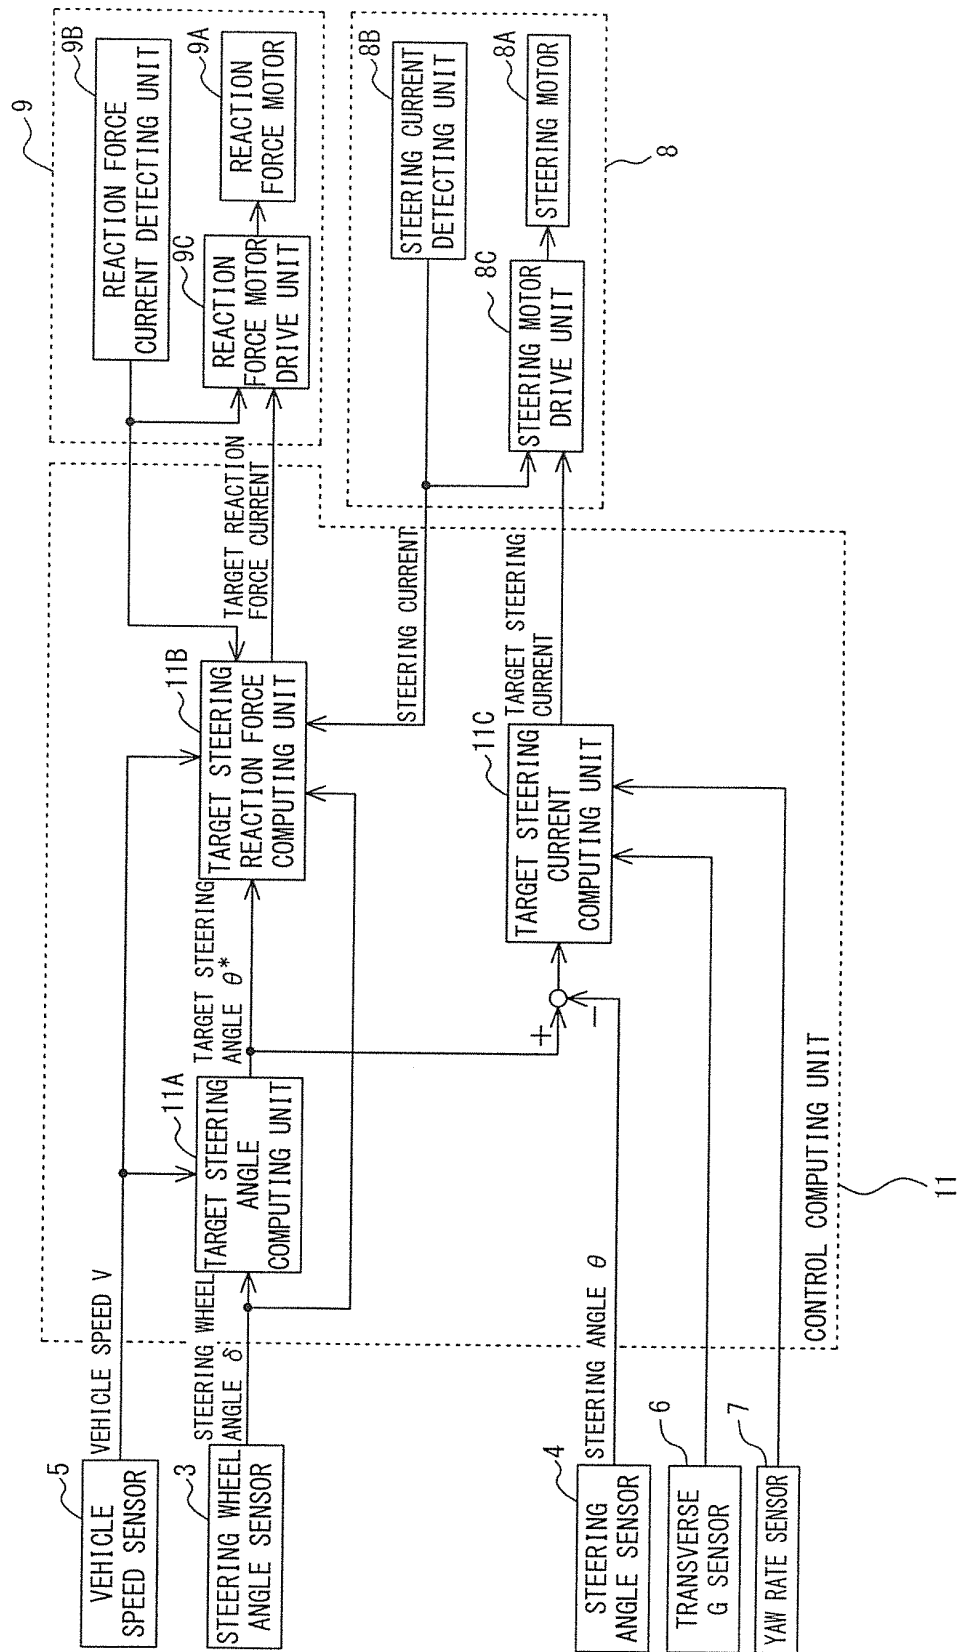 5
VEHICLE
SPEED SENSOR
VEHICLE SPEED V
3
STEERING WHEEL
ANGLE SENSOR
STEERING WHEEL
ANGLE δ
4
STEERING
ANGLE SENSOR
STEERING ANGLE θ
6
TRANSVERSE
G SENSOR
7
YAW RATE SENSOR
11A
TARGET STEERING
ANGLE
COMPUTING UNIT
TARGET STEERING
ANGLE θ*
+
−
11B
TARGET STEERING
REACTION FORCE
COMPUTING UNIT
11C
TARGET STEERING
CURRENT
COMPUTING UNIT
TARGET REACTION
FORCE CURRENT
STEERING CURRENT
TARGET STEERING
CURRENT
CONTROL COMPUTING UNIT
11
9
9B
REACTION FORCE
CURRENT DETECTING UNIT
9C
REACTION
FORCE MOTOR
DRIVE UNIT
9A
REACTION
FORCE MOTOR
8B
STEERING CURRENT
DETECTING UNIT
8C
STEERING MOTOR
DRIVE UNIT
8A
STEERING MOTOR
8